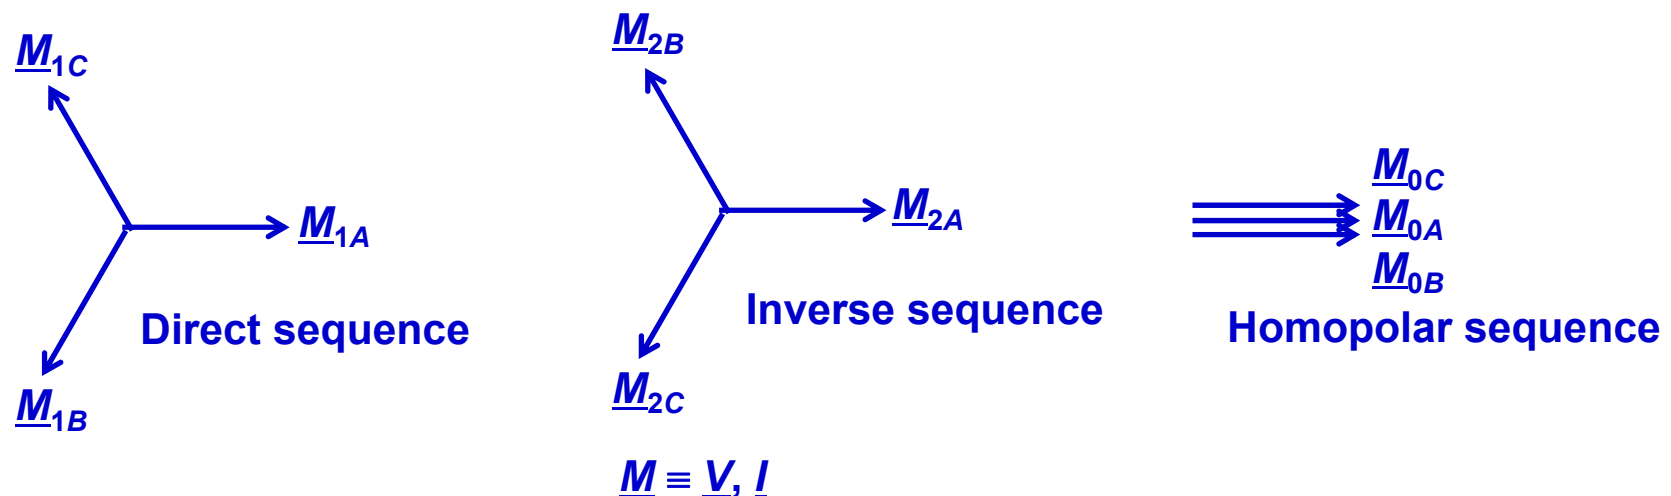 M1C
M1A
M1B
Direct sequence
M2B
M2A
M2C
Inverse sequence
M0C
M0A
M0B
Homopolar sequence
M ≡ V, I